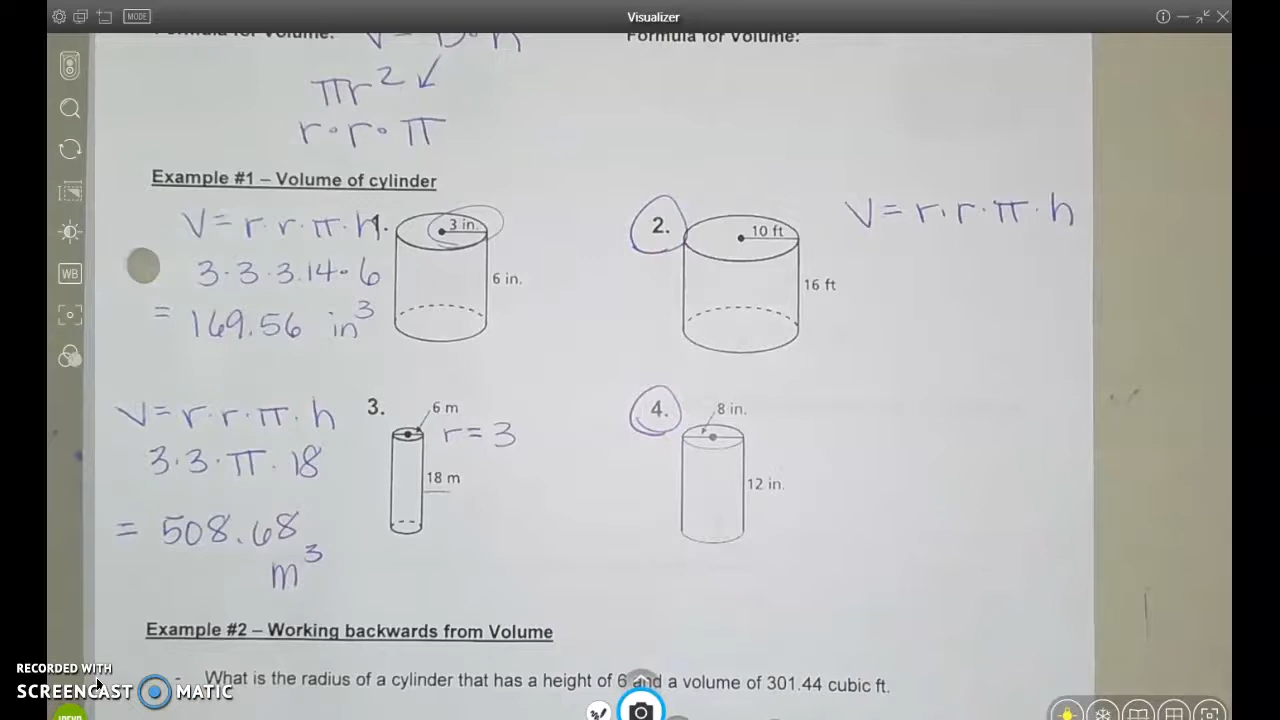 MODE
Visualizer
Formula for Volume: V = B · h
Formula for Volume:
πr²
r · r · π
Example #1 – Volume of cylinder
V = r · r · π · h
1.
3 in.
3 · 3 · 3.14 · 6
6 in.
= 169.56 in³
2.
10 ft
16 ft
V = r · r · π · h
3.
6 m
r = 3
18 m
V = r · r · π · h
3 · 3 · π · 18
= 508.68
m³
4.
8 in.
12 in.
Example #2 – Working backwards from Volume
- What is the radius of a cylinder that has a height of 6 and a volume of 301.44 cubic ft.
WB
RECORDED WITH
SCREENCAST MATIC